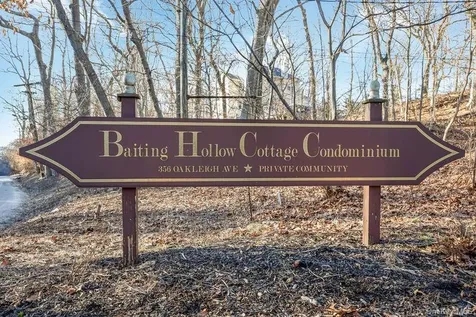 Baiting Hollow Cottage Condominium
356 OAKLEIGH AVE ★ PRIVATE COMMUNITY